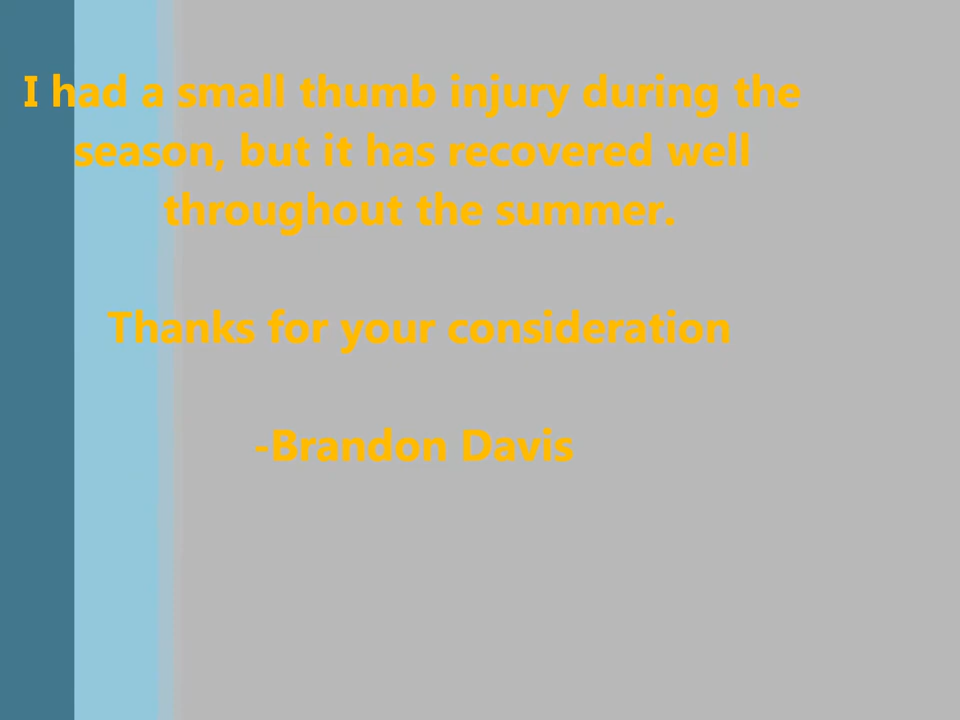 I had a small thumb injury during the
season, but it has recovered well
throughout the summer.
Thanks for your consideration
-Brandon Davis